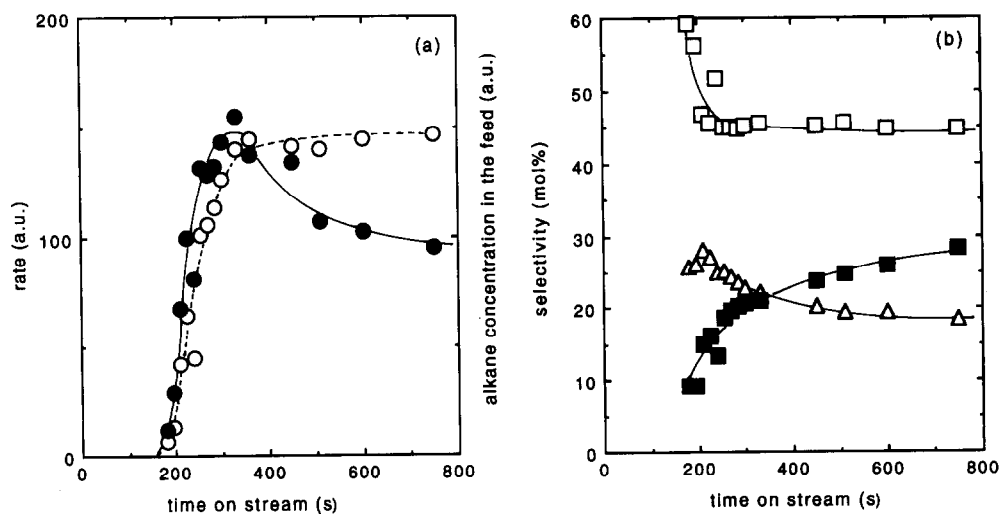 (a)
200
100
0
rate (a.u.)
0 200 400 600 800
time on stream (s)
alkane concentration in the feed (a.u.)
(b)
60
50
40
30
20
10
0
selectivity (mol%)
0 200 400 600 800
time on stream (s)